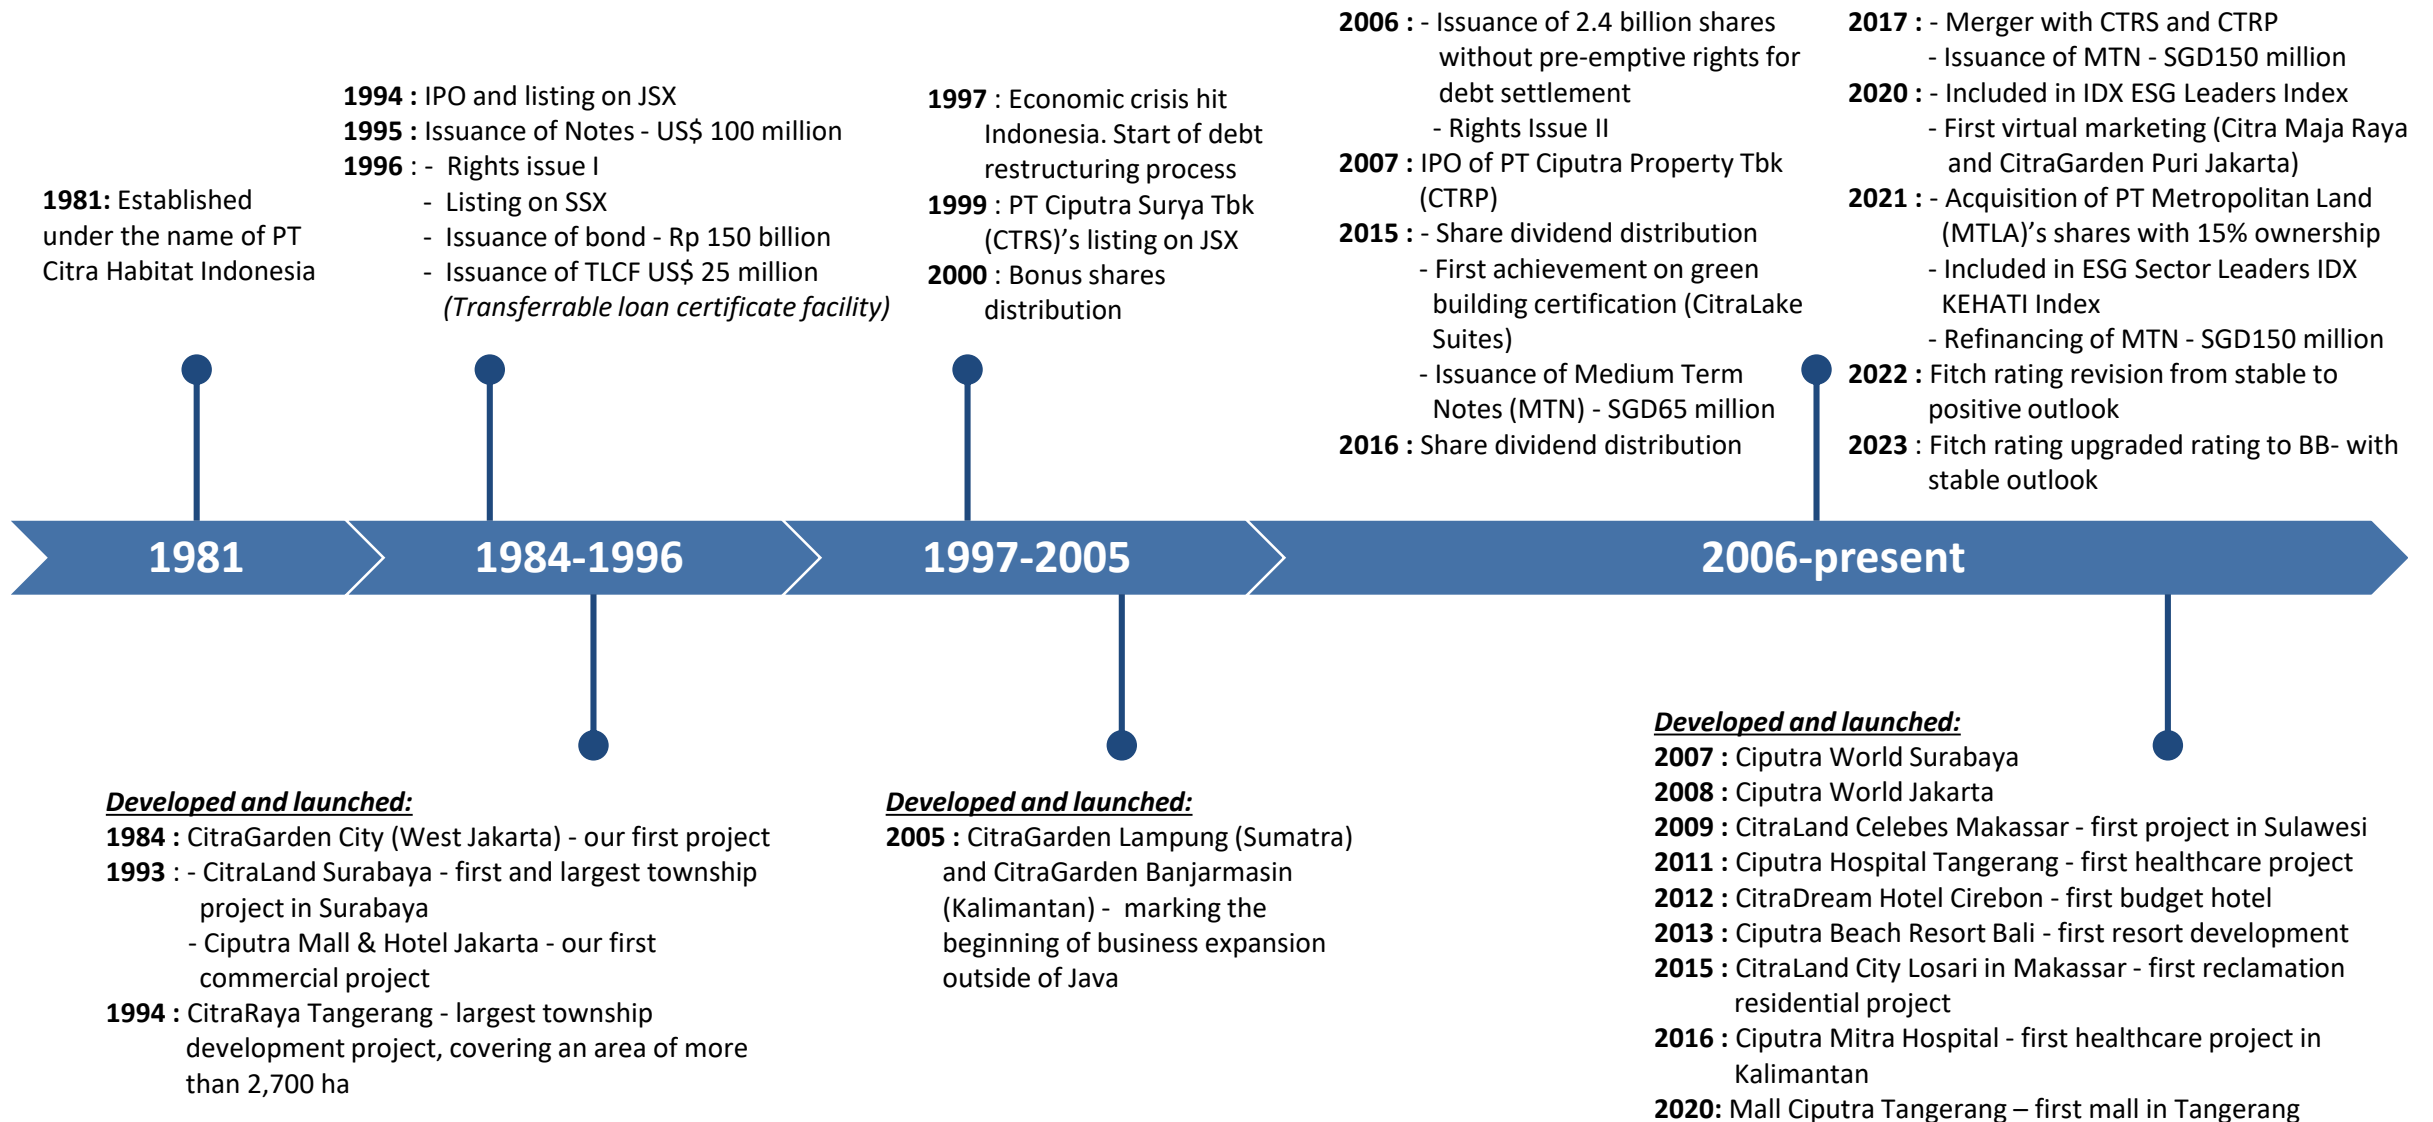 1981: Established
under the name of PT
Citra Habitat Indonesia
1994 : IPO and listing on JSX
1995 : Issuance of Notes - US$ 100 million
1996 : - Rights issue I
- Listing on SSX
- Issuance of bond - Rp 150 billion
- Issuance of TLCF US$ 25 million
(Transferrable loan certificate facility)
1997 : Economic crisis hit
Indonesia. Start of debt
restructuring process
1999 : PT Ciputra Surya Tbk
(CTRS)'s listing on JSX
2000 : Bonus shares
distribution
2006 : - Issuance of 2.4 billion shares
without pre-emptive rights for
debt settlement
- Rights Issue II
2007 : IPO of PT Ciputra Property Tbk
(CTRP)
2015 : - Share dividend distribution
- First achievement on green
building certification (CitraLake
Suites)
- Issuance of Medium Term
Notes (MTN) - SGD65 million
2016 : Share dividend distribution
2017 : - Merger with CTRS and CTRP
- Issuance of MTN - SGD150 million
2020 : - Included in IDX ESG Leaders Index
- First virtual marketing (Citra Maja Raya
and CitraGarden Puri Jakarta)
2021 : - Acquisition of PT Metropolitan Land
(MTLA)'s shares with 15% ownership
- Included in ESG Sector Leaders IDX
KEHATI Index
- Refinancing of MTN - SGD150 million
2022 : Fitch rating revision from stable to
positive outlook
2023 : Fitch rating upgraded rating to BB- with
stable outlook
1981
1984-1996
1997-2005
2006-present
Developed and launched:
1984 : CitraGarden City (West Jakarta) - our first project
1993 : - CitraLand Surabaya - first and largest township
project in Surabaya
- Ciputra Mall & Hotel Jakarta - our first
commercial project
1994 : CitraRaya Tangerang - largest township
development project, covering an area of more
than 2,700 ha
Developed and launched:
2005 : CitraGarden Lampung (Sumatra)
and CitraGarden Banjarmasin
(Kalimantan) - marking the
beginning of business expansion
outside of Java
Developed and launched:
2007 : Ciputra World Surabaya
2008 : Ciputra World Jakarta
2009 : CitraLand Celebes Makassar - first project in Sulawesi
2011 : Ciputra Hospital Tangerang - first healthcare project
2012 : CitraDream Hotel Cirebon - first budget hotel
2013 : Ciputra Beach Resort Bali - first resort development
2015 : CitraLand City Losari in Makassar - first reclamation
residential project
2016 : Ciputra Mitra Hospital - first healthcare project in
Kalimantan
2020: Mall Ciputra Tangerang – first mall in Tangerang